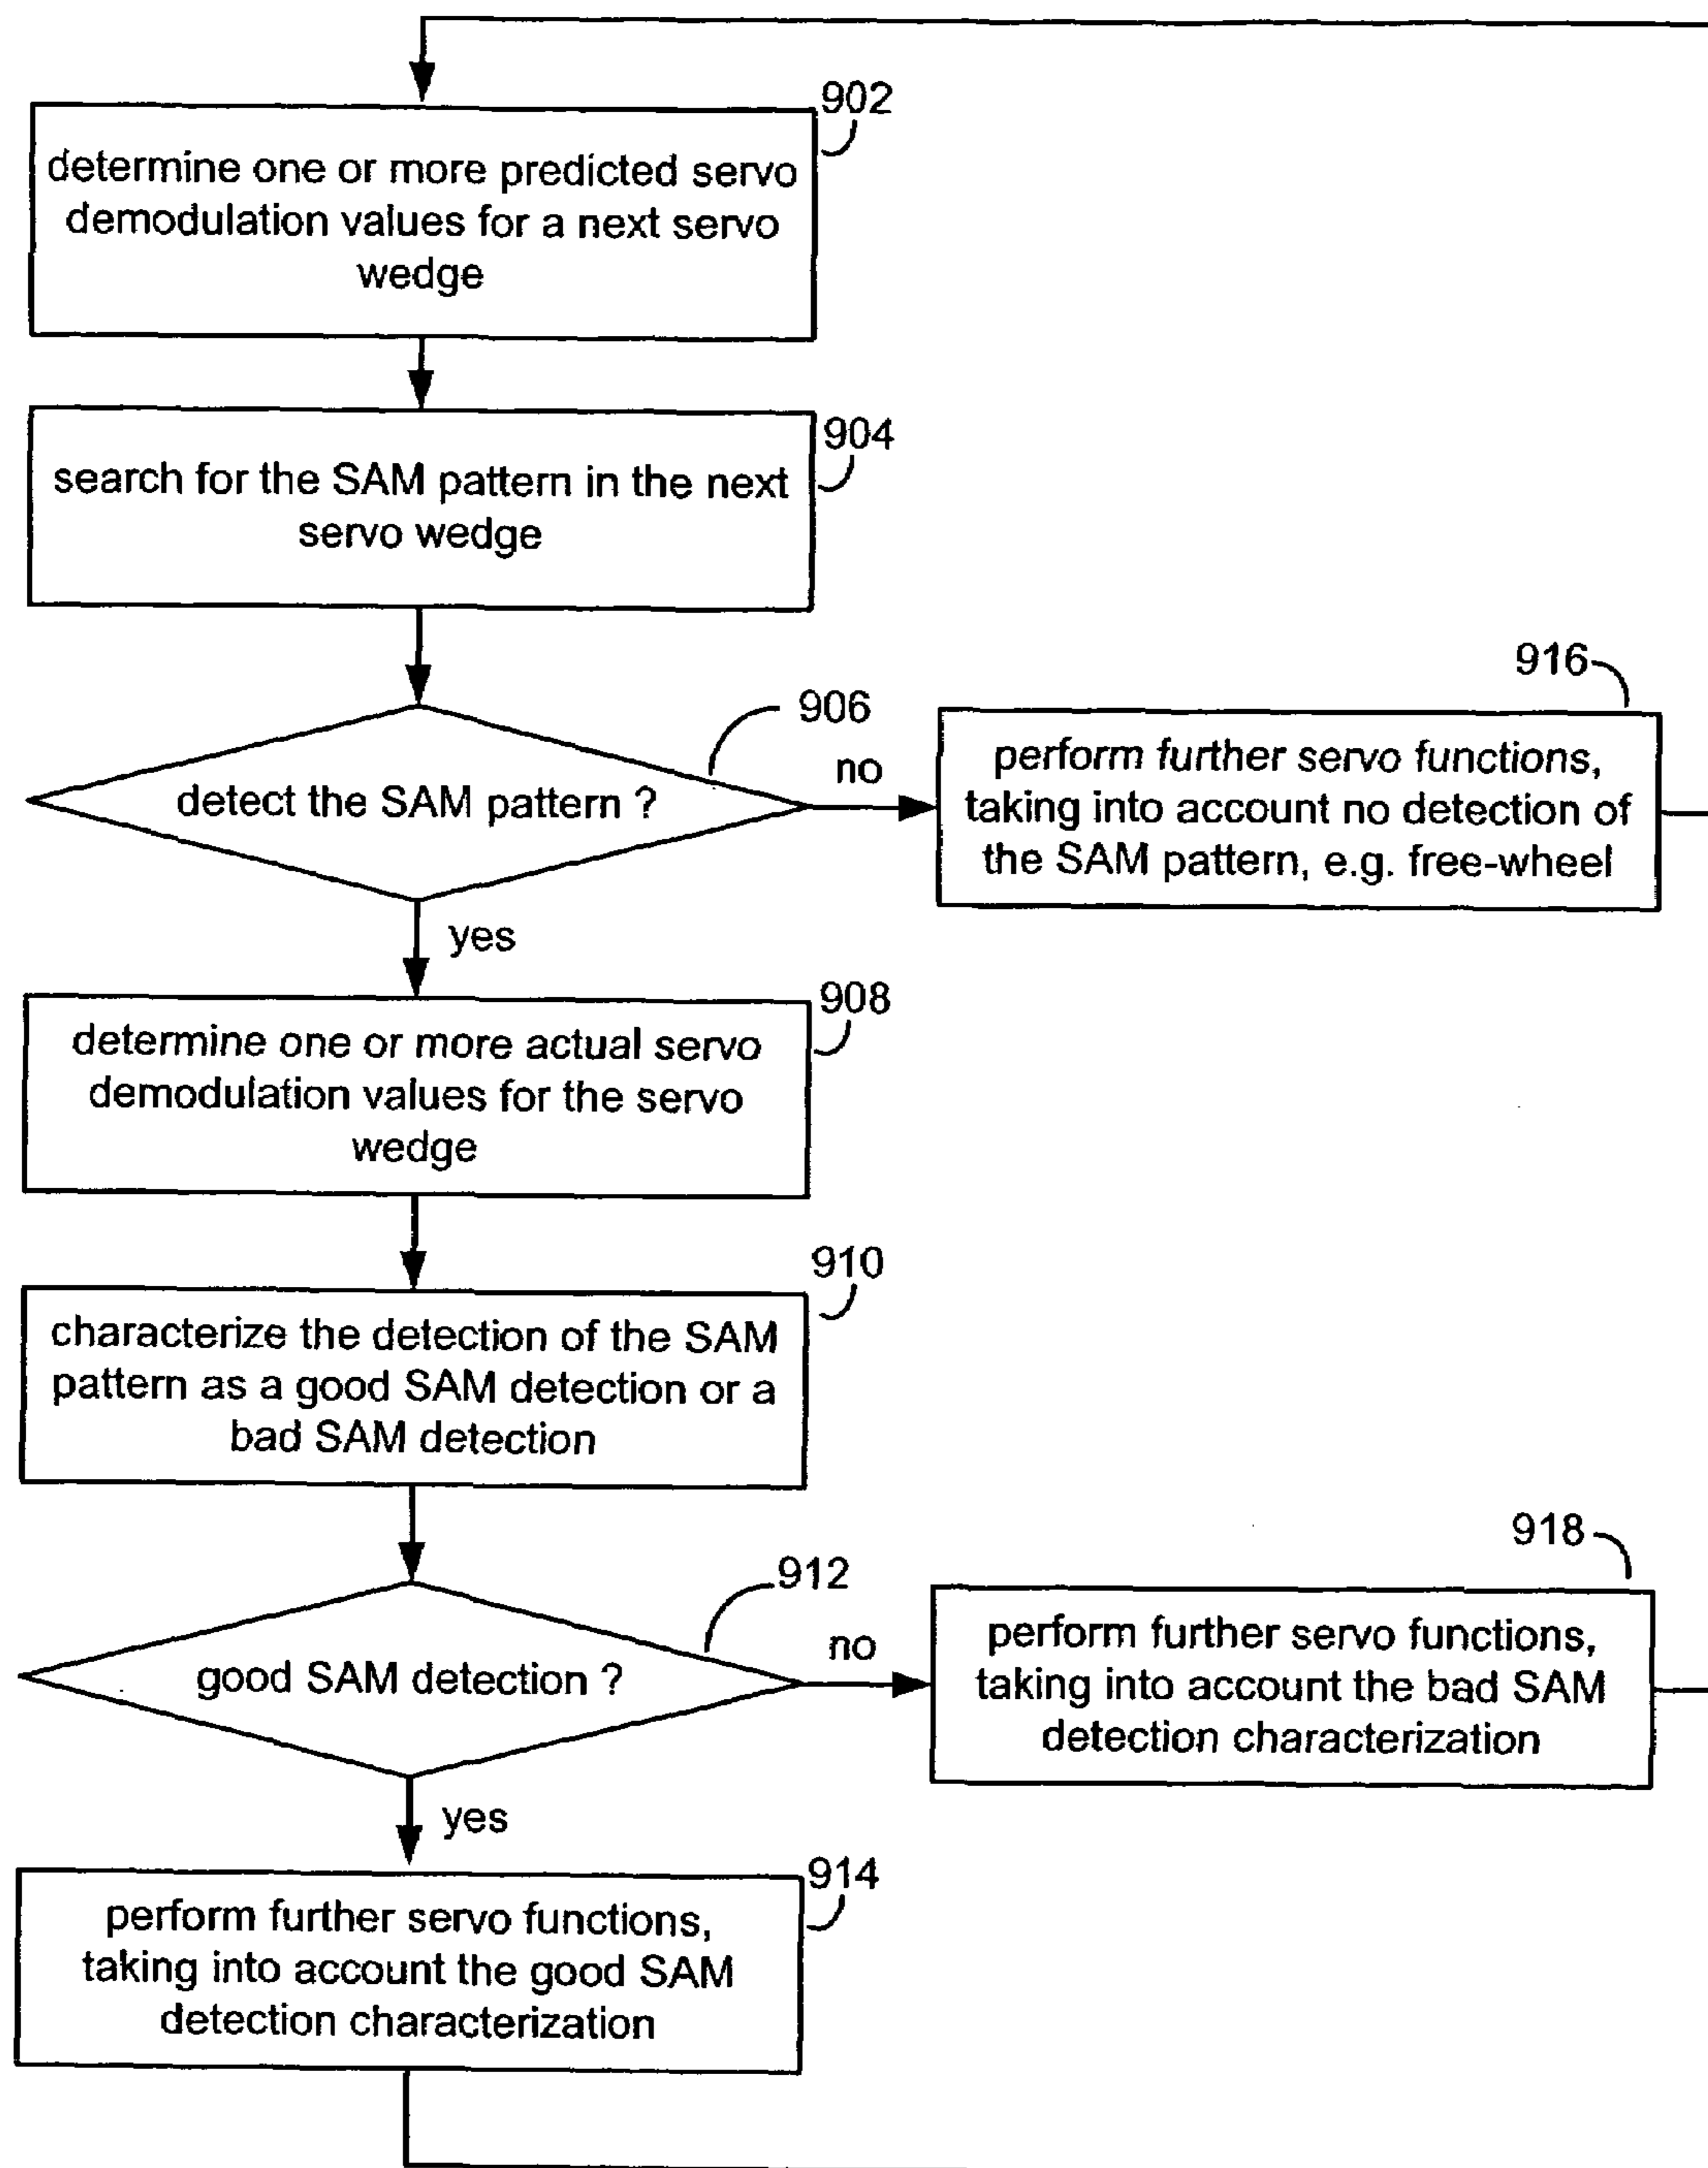 902
determine one or more predicted servo
demodulation values for a next servo
wedge
904
search for the SAM pattern in the next
servo wedge
906
detect the SAM pattern ?
no
916
perform further servo functions,
taking into account no detection of
the SAM pattern, e.g. free-wheel
yes
908
determine one or more actual servo
demodulation values for the servo
wedge
910
characterize the detection of the SAM
pattern as a good SAM detection or a
bad SAM detection
912
good SAM detection ?
no
918
perform further servo functions,
taking into account the bad SAM
detection characterization
yes
914
perform further servo functions,
taking into account the good SAM
detection characterization